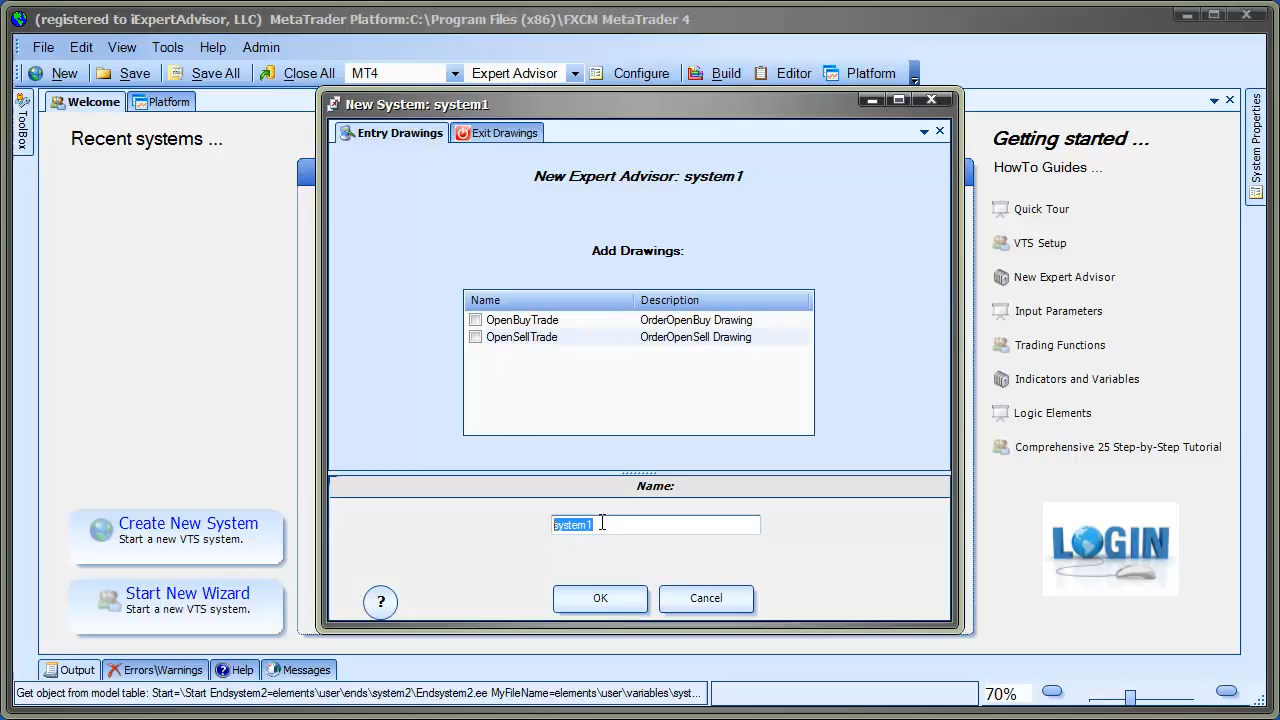 (registered to iExpertAdvisor, LLC) MetaTrader Platform:C:\Program Files (x86)\FXCM MetaTrader 4
File Edit View Tools Help Admin
New Save Save All Close All MT4 Expert Advisor Configure Build Editor Platform
ToolBox
Welcome Platform
Recent systems ...
Create New System
Start a new VTS system.
Start New Wizard
Start a new VTS system.
New System: system1
Entry Drawings Exit Drawings
New Expert Advisor: system1
Add Drawings:
Name Description
OpenBuyTrade OrderOpenBuy Drawing
OpenSellTrade OrderOpenSell Drawing
Name:
system1
? OK Cancel
Getting started ...
HowTo Guides ...
Quick Tour
VTS Setup
New Expert Advisor
Input Parameters
Trading Functions
Indicators and Variables
Logic Elements
Comprehensive 25 Step-by-Step Tutorial
LOGIN
System Properties
Output Errors\Warnings Help Messages
Get object from model table: Start=\Start Endsystem2=elements\user\ends\system2\Endsystem2.ee MyFileName=elements\user\variables\syst...
70%